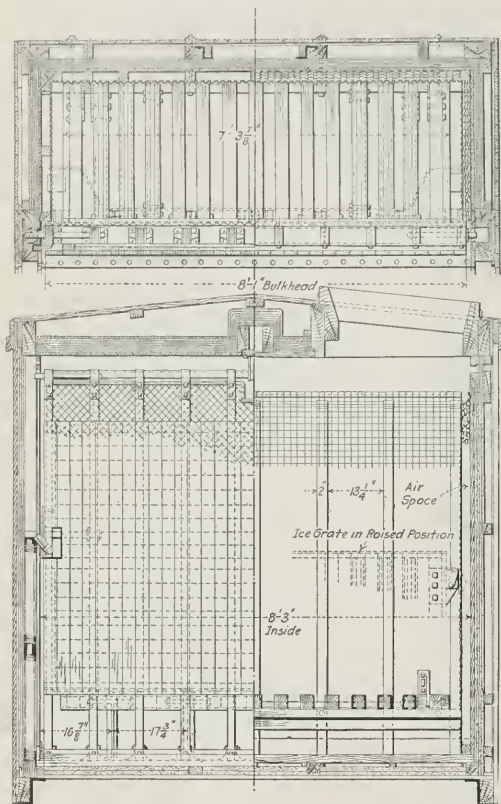 7'-3 7/8"
8'-1" Bulkhead
2"
13 1/4"
Air
Space
Ice Grate in Raised Position
8'-3"
Inside
16 7/8"
17 3/4"